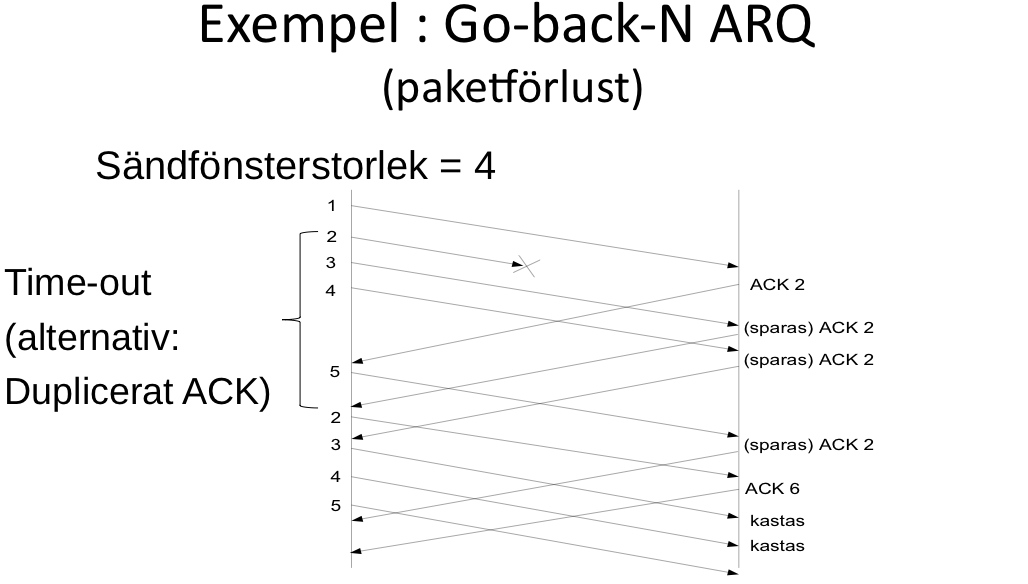 Exempel : Go-back-N ARQ
(paketförlust)
Sändfönsterstorlek = 4
1
2
3
4
5
2
3
4
5
Time-out
(alternativ:
Duplicerat ACK)
ACK 2
(sparas) ACK 2
(sparas) ACK 2
(sparas) ACK 2
ACK 6
kastas
kastas